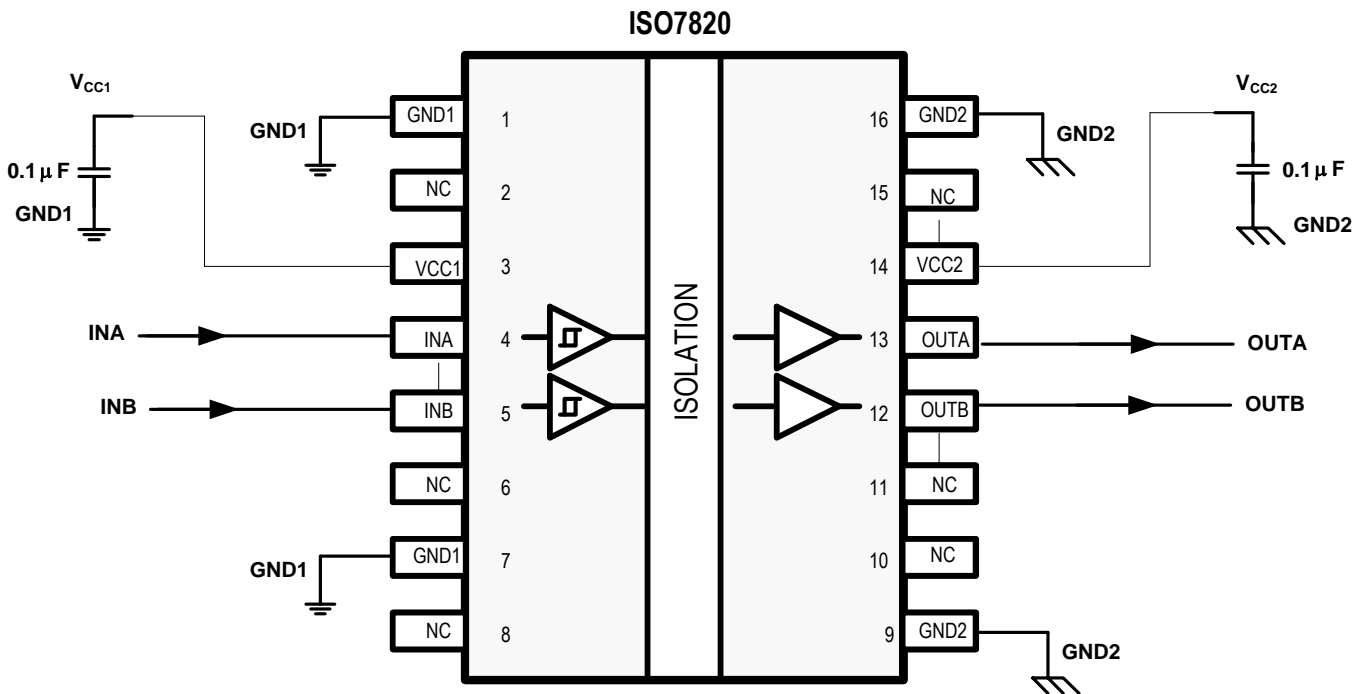 ISO7820
VCC1
VCC2
GND1 GND1 1 16 GND2 GND2
0.1 μ F
GND1
NC 2 15 NC
0.1 μ F
GND2
VCC1 3 14 VCC2
INA INA 4 13 OUTA OUTA
ISOLATION
INB INB 5 12 OUTB OUTB
NC 6 11 NC
GND1 GND1 7 10 NC
NC 8 9 GND2 GND2